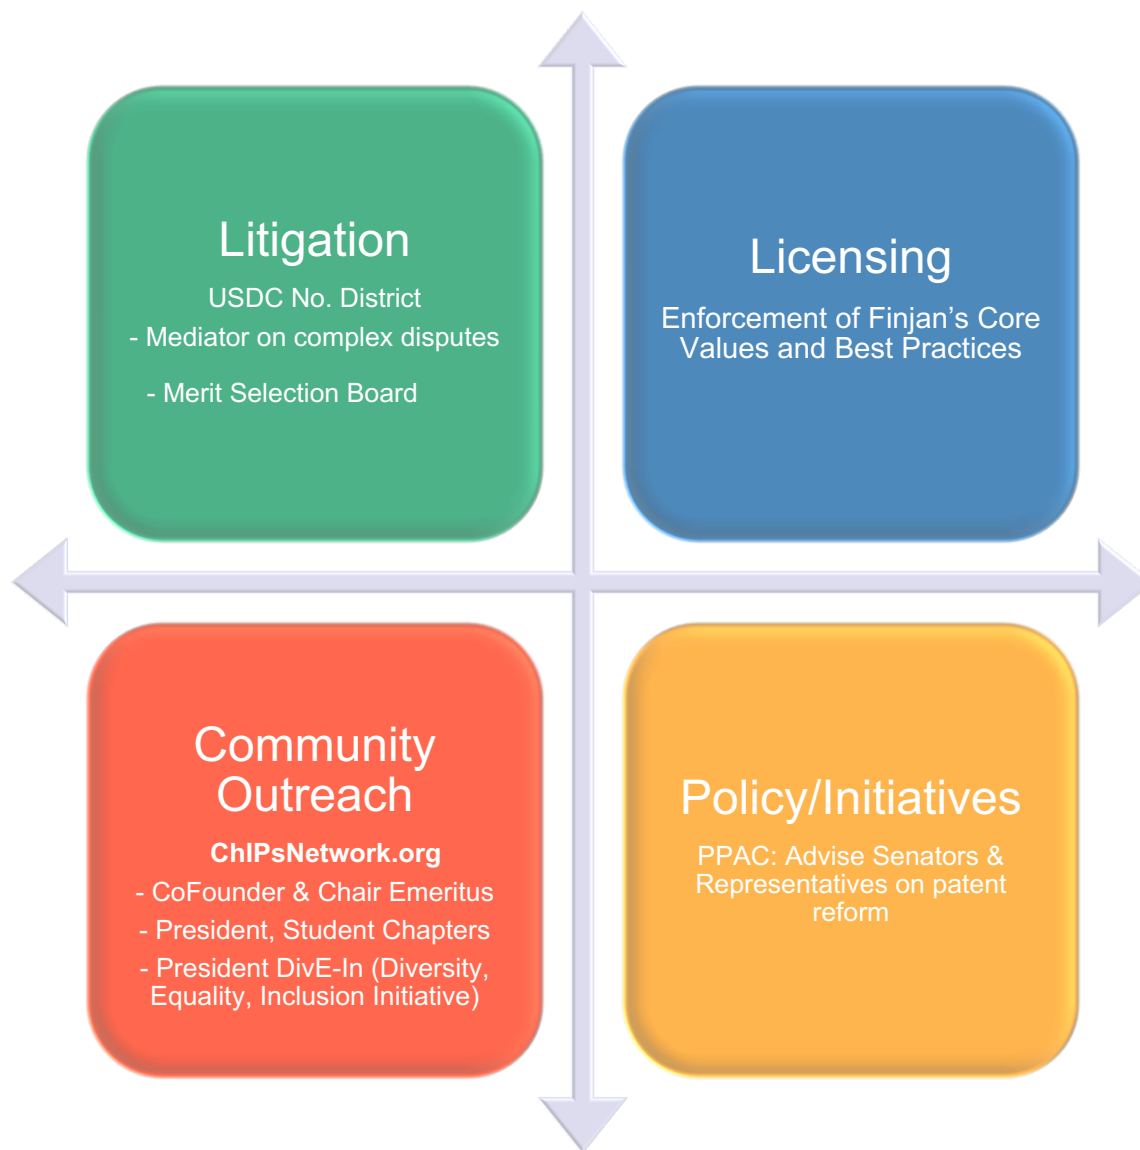 Litigation
USDC No. District
- Mediator on complex disputes
- Merit Selection Board
Licensing
Enforcement of Finjan’s Core
Values and Best Practices
Community
Outreach
ChIPsNetwork.org
- CoFounder & Chair Emeritus
- President, Student Chapters
- President DivE-In (Diversity,
Equality, Inclusion Initiative)
Policy/Initiatives
PPAC: Advise Senators &
Representatives on patent
reform